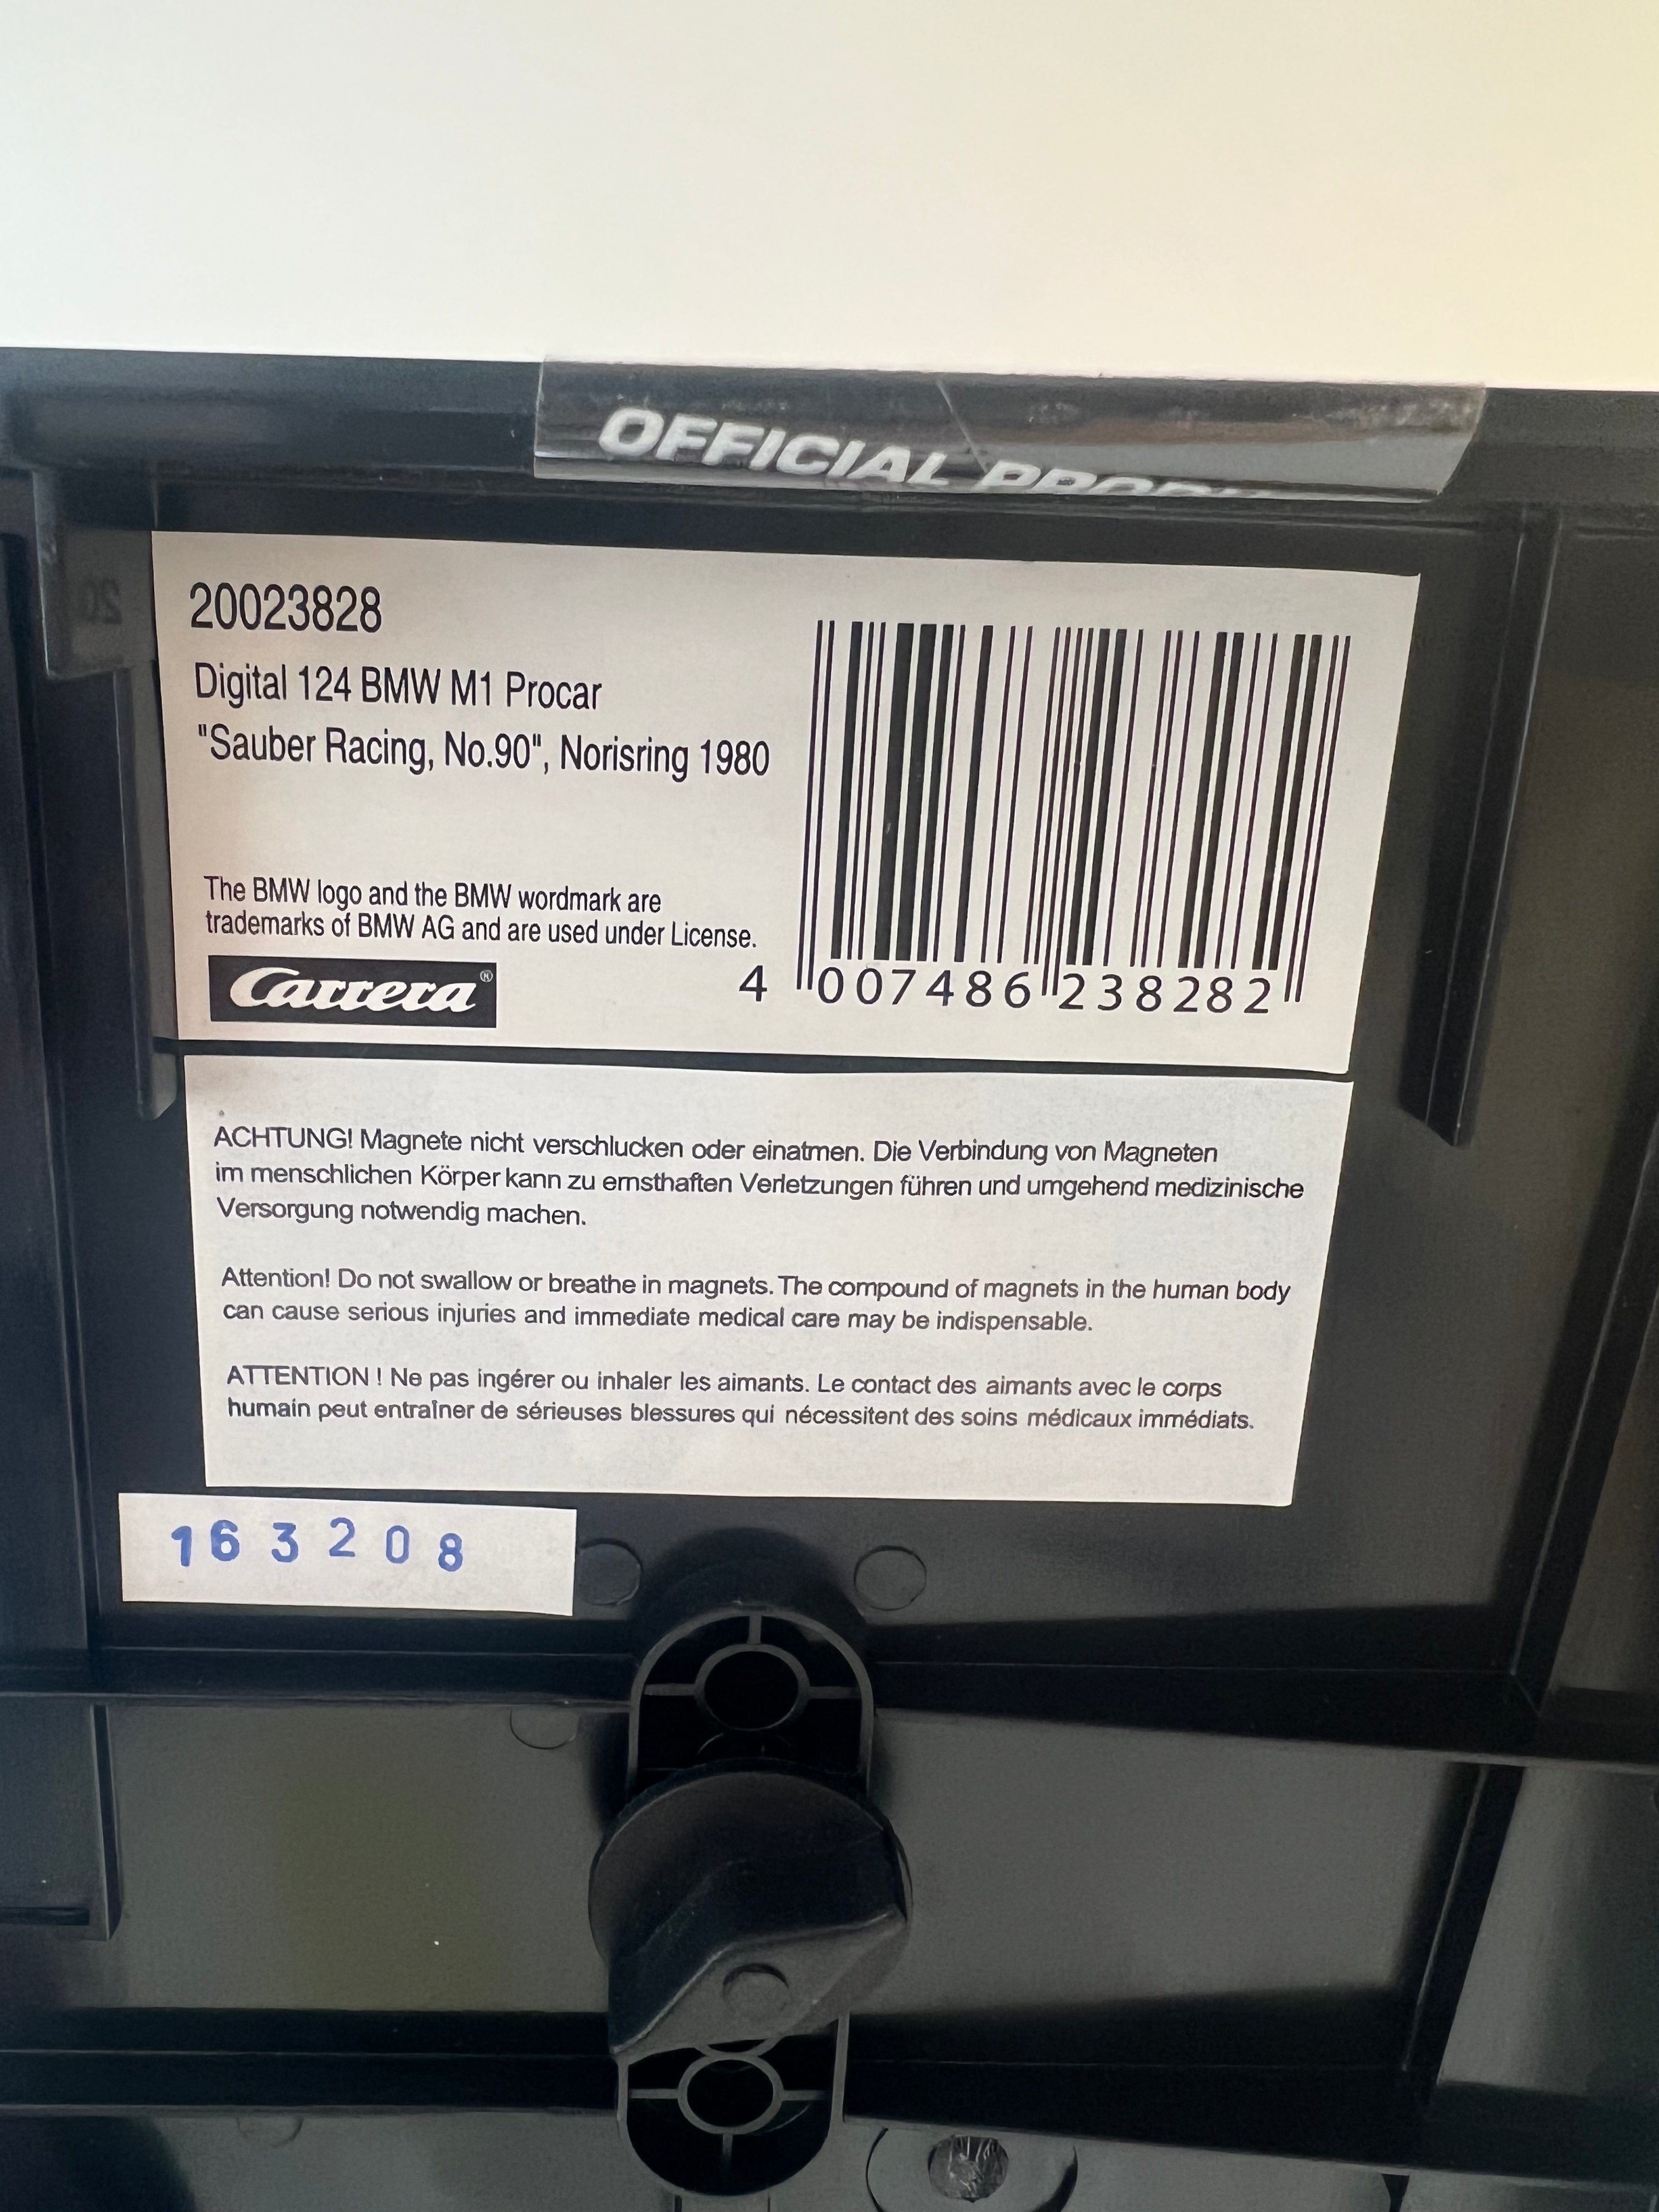 OFFICIAL
20023828
Digital 124 BMW M1 Procar
"Sauber Racing, No.90", Norisring 1980
The BMW logo and the BMW wordmark are
trademarks of BMW AG and are used under License.
Carrera®
4 007486 238282
ACHTUNG! Magnete nicht verschlucken oder einatmen. Die Verbindung von Magneten
im menschlichen Körper kann zu ernsthaften Verletzungen führen und umgehend medizinische
Versorgung notwendig machen.
Attention! Do not swallow or breathe in magnets. The compound of magnets in the human body
can cause serious injuries and immediate medical care may be indispensable.
ATTENTION ! Ne pas ingérer ou inhaler les aimants. Le contact des aimants avec le corps
humain peut entraîner de sérieuses blessures qui nécessitent des soins médicaux immédiats.
163208